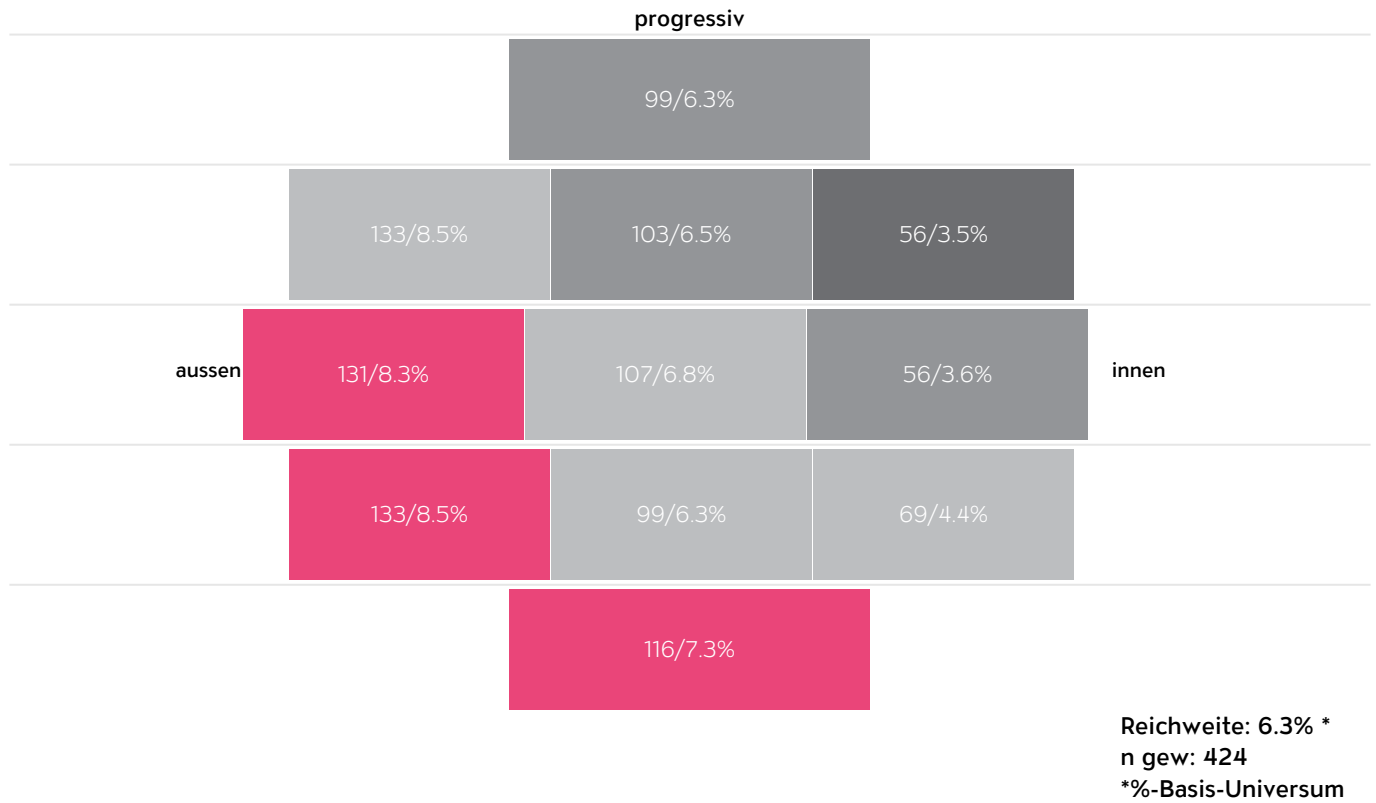 progressiv
99/6.3%
133/8.5% 103/6.5% 56/3.5%
aussen 131/8.3% 107/6.8% 56/3.6% innen
133/8.5% 99/6.3% 69/4.4%
116/7.3%
Reichweite: 6.3% *
n gew: 424
*%-Basis-Universum